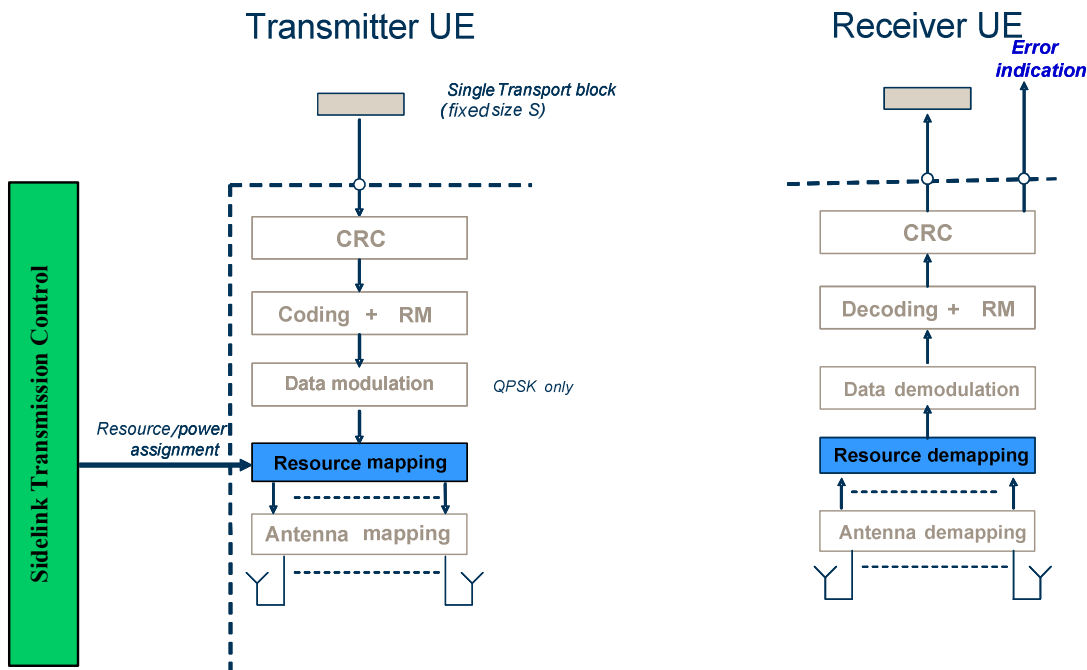 Transmitter UE
Single Transport block
(fixed size S)
CRC
Coding + RM
Data modulation
QPSK only
Resource/power
assignment
Resource mapping
Antenna mapping
Sidelink Transmission Control
Receiver UE
Error
indication
CRC
Decoding + RM
Data demodulation
Resource demapping
Antenna demapping